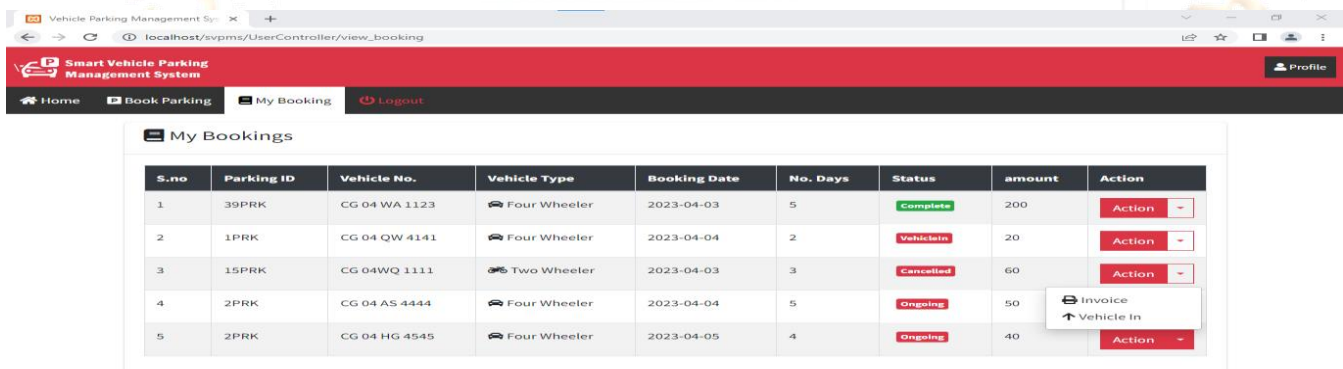 Vehicle Parking Management Sy
localhost/svpms/UserController/view_booking
Smart Vehicle Parking
Management System
Profile
Home Book Parking My Booking Logout
My Bookings
S.no Parking ID Vehicle No. Vehicle Type Booking Date No. Days Status amount Action
1 39PRK CG 04 WA 1123 Four Wheeler 2023-04-03 5 Complete 200 Action
2 1PRK CG 04 QW 4141 Four Wheeler 2023-04-04 2 VehicleIn 20 Action
3 15PRK CG 04WQ 1111 Two Wheeler 2023-04-03 3 Cancelled 60 Action
4 2PRK CG 04 AS 4444 Four Wheeler 2023-04-04 5 Ongoing 50
Invoice
Vehicle In
5 2PRK CG 04 HG 4545 Four Wheeler 2023-04-05 4 Ongoing 40 Action